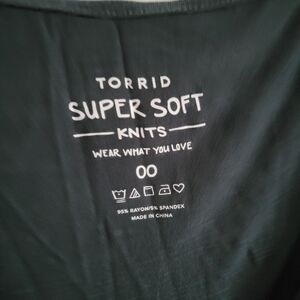 TORRID
SUPER SOFT
KNITS
WEAR WHAT YOU LOVE
00
95% RAYON/5% SPANDEX
MADE IN CHINA